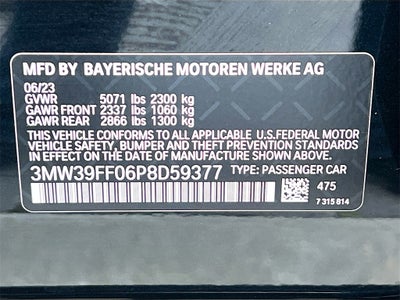 MFD BY BAYERISCHE MOTOREN WERKE AG
06/23
GVWR 5071 lbs 2300 kg
GAWR FRONT 2337 lbs 1060 kg
GAWR REAR 2866 lbs 1300 kg
THIS VEHICLE CONFORMS TO ALL APPLICABLE U.S.FEDERAL MOTOR
VEHICLE SAFETY, BUMPER AND THEFT PREVENTION STANDARDS
IN EFFECT ON THE DATE OF MANUFACTURE SHOWN ABOVE.
3MW39FF06P8D59377 TYPE: PASSENGER CAR
475
7 315 814